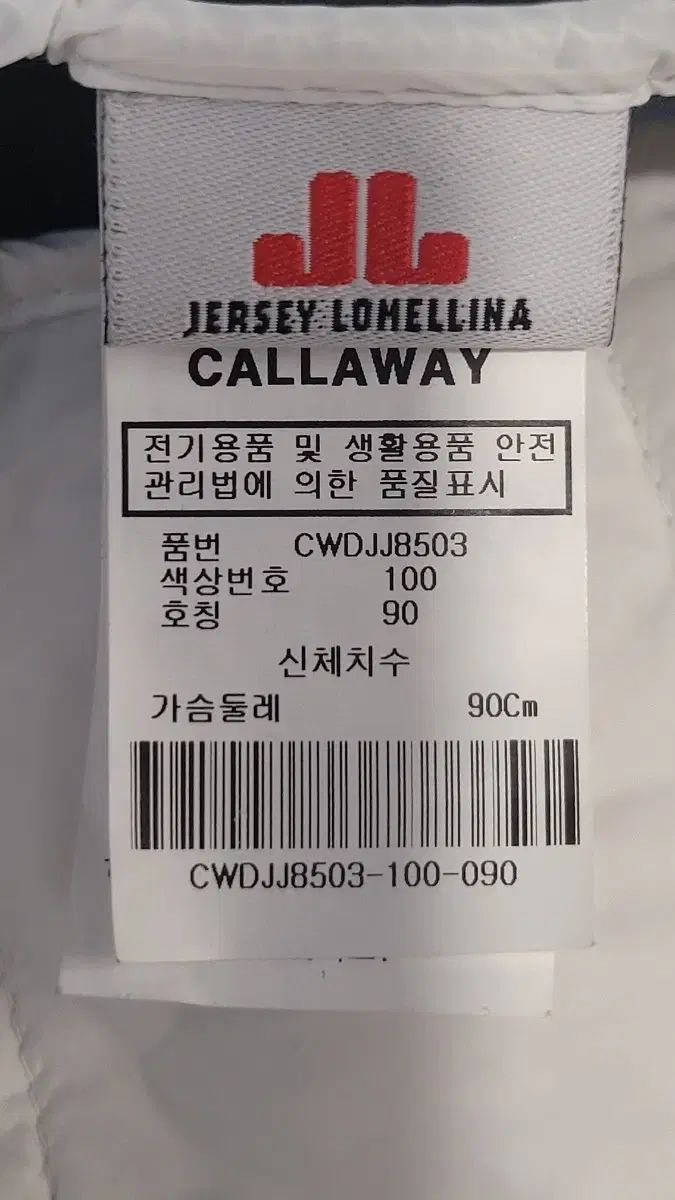 JL
JERSEY LOMELLINA
CALLAWAY
전기용품 및 생활용품 안전
관리법에 의한 품질표시
품번 CWDJJ8503
색상번호 100
호칭 90
신체치수
가슴둘레 90Cm
CWDJJ8503-100-090